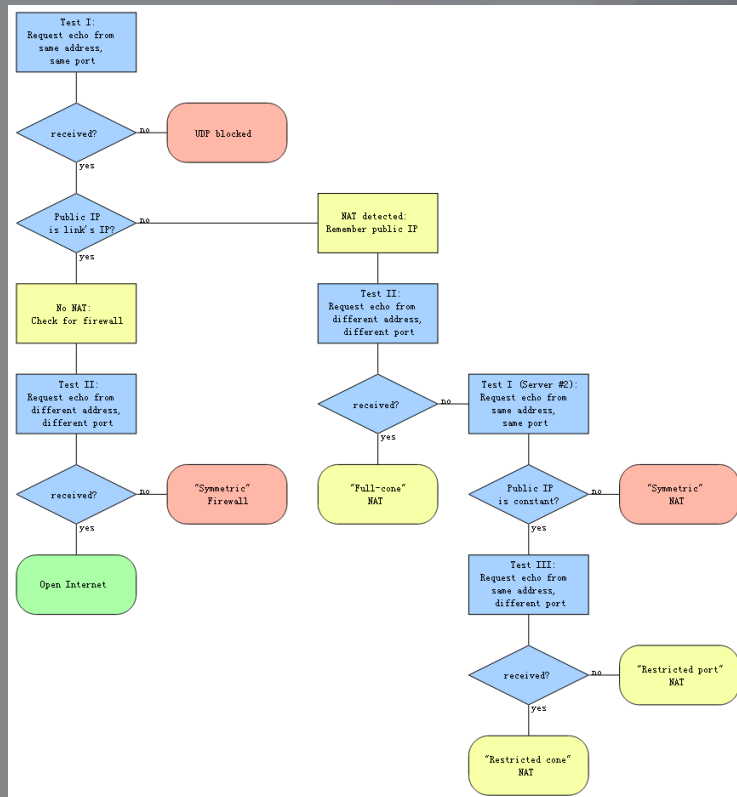 Test I:
Request echo from
same address,
same port
received?
no
UDP blocked
yes
Public IP
is link's IP?
no
NAT detected:
Remember public IP
yes
No NAT:
Check for firewall
Test II:
Request echo from
different address,
different port
Test II:
Request echo from
different address,
different port
received?
no
Test I (Server #2):
Request echo from
same address,
same port
yes
received?
no
"Symmetric"
Firewall
"Full-cone"
NAT
Public IP
is constant?
no
"Symmetric"
NAT
yes
yes
Open Internet
Test III:
Request echo from
same address,
different port
received?
no
"Restricted port"
NAT
yes
"Restricted cone"
NAT